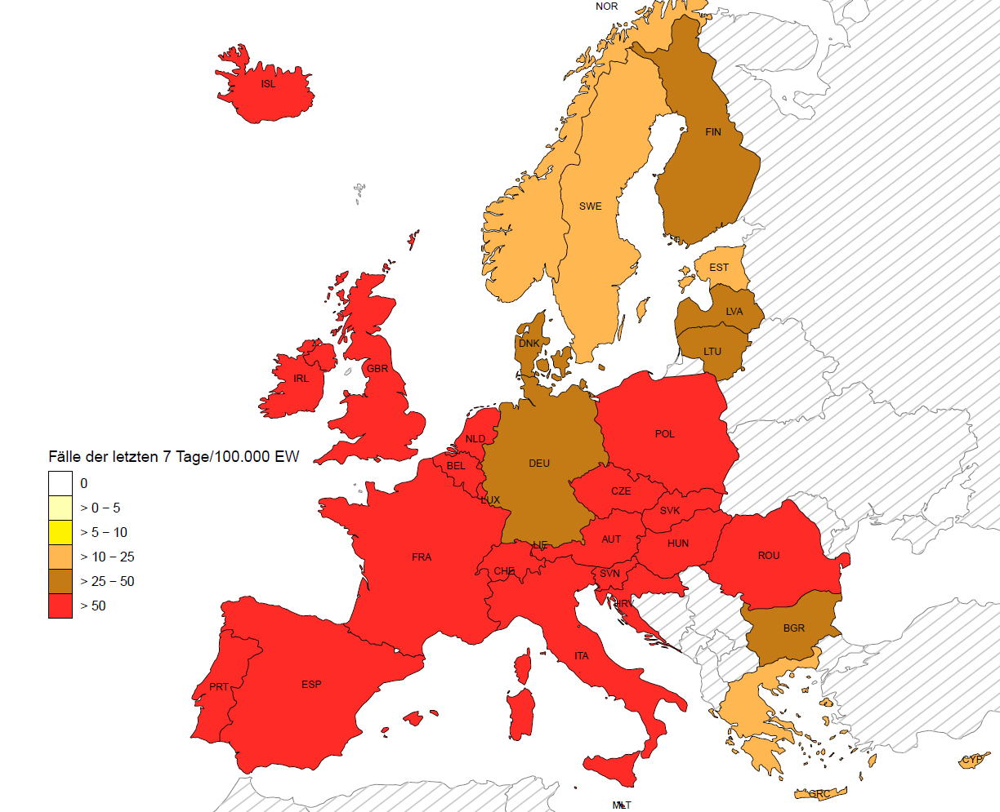 NOR
ISL
FIN
SWE
EST
LVA
DNK
LTU
GBR
IRL
POL
NLD
Fälle der letzten 7 Tage/100.000 EW
DEU
BEL
0
CZE
LUX
> 0 – 5
SVK
> 5 – 10
AUT
HUN
LIE
> 10 – 25
FRA
ROU
CHE
SVN
> 25 – 50
HRV
> 50
BGR
ITA
ESP
PRT
CYP
GRC
MLT